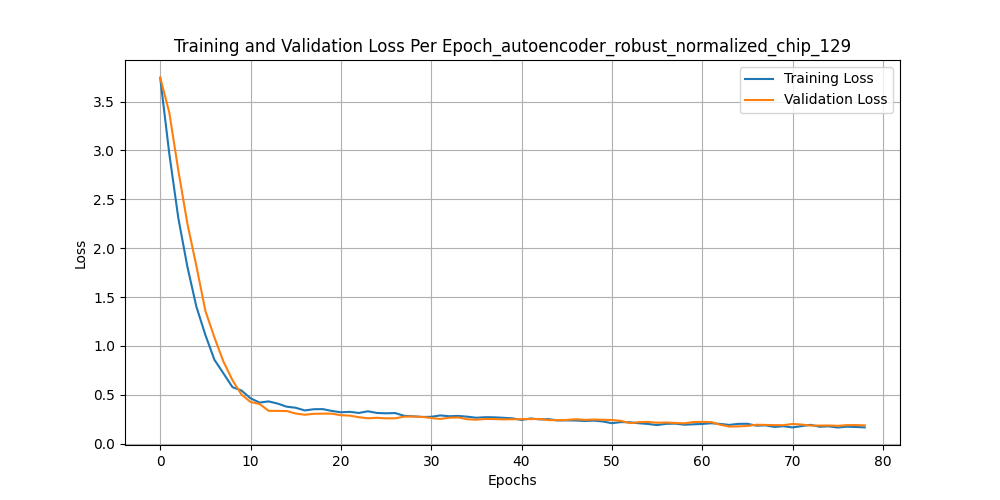 Training and Validation Loss Per Epoch_autoencoder_robust_normalized_chip_129
Training Loss
Validation Loss
3.5
3.0
2.5
2.0
1.5
1.0
0.5
0.0
Loss
0 10 20 30 40 50 60 70 80
Epochs